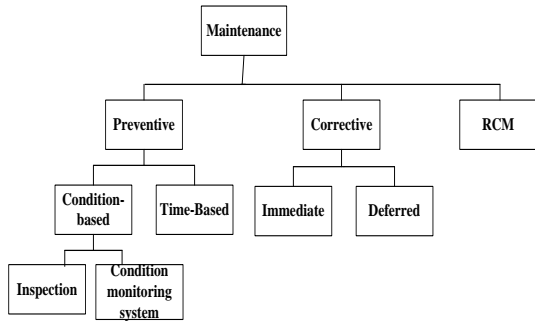 Maintenance
Preventive
Corrective
RCM
Condition-
based
Time-Based
Immediate
Deferred
Inspection
Condition
monitoring
system